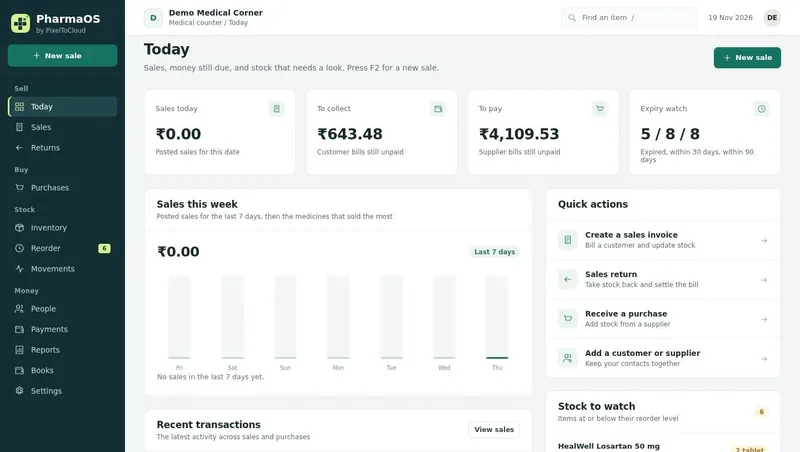 PharmaOS
by PixelToCloud
+ New sale
Sell
Today
Sales
Returns
Buy
Purchases
Stock
Inventory
Reorder 6
Movements
Money
People
Payments
Reports
Books
Settings
D
Demo Medical Corner
Medical counter / Today
Find an item /
19 Nov 2026
DE
Today
Sales, money still due, and stock that needs a look. Press F2 for a new sale.
+ New sale
Sales today
₹0.00
Posted sales for this date
To collect
₹643.48
Customer bills still unpaid
To pay
₹4,109.53
Supplier bills still unpaid
Expiry watch
5 / 8 / 8
Expired, within 30 days, within 90
days
Sales this week
Posted sales for the last 7 days, then the medicines that sold the most
₹0.00
Last 7 days
Fri Sat Sun Mon Tue Wed Thu
No sales in the last 7 days yet.
Recent transactions
The latest activity across sales and purchases
View sales
Quick actions
Create a sales invoice
Bill a customer and update stock
→
Sales return
Take stock back and settle the bill
→
Receive a purchase
Add stock from a supplier
→
Add a customer or supplier
Keep your contacts together
→
Stock to watch
Items at or below their reorder level
6
HealWell Losartan 50 mg
2 tablet